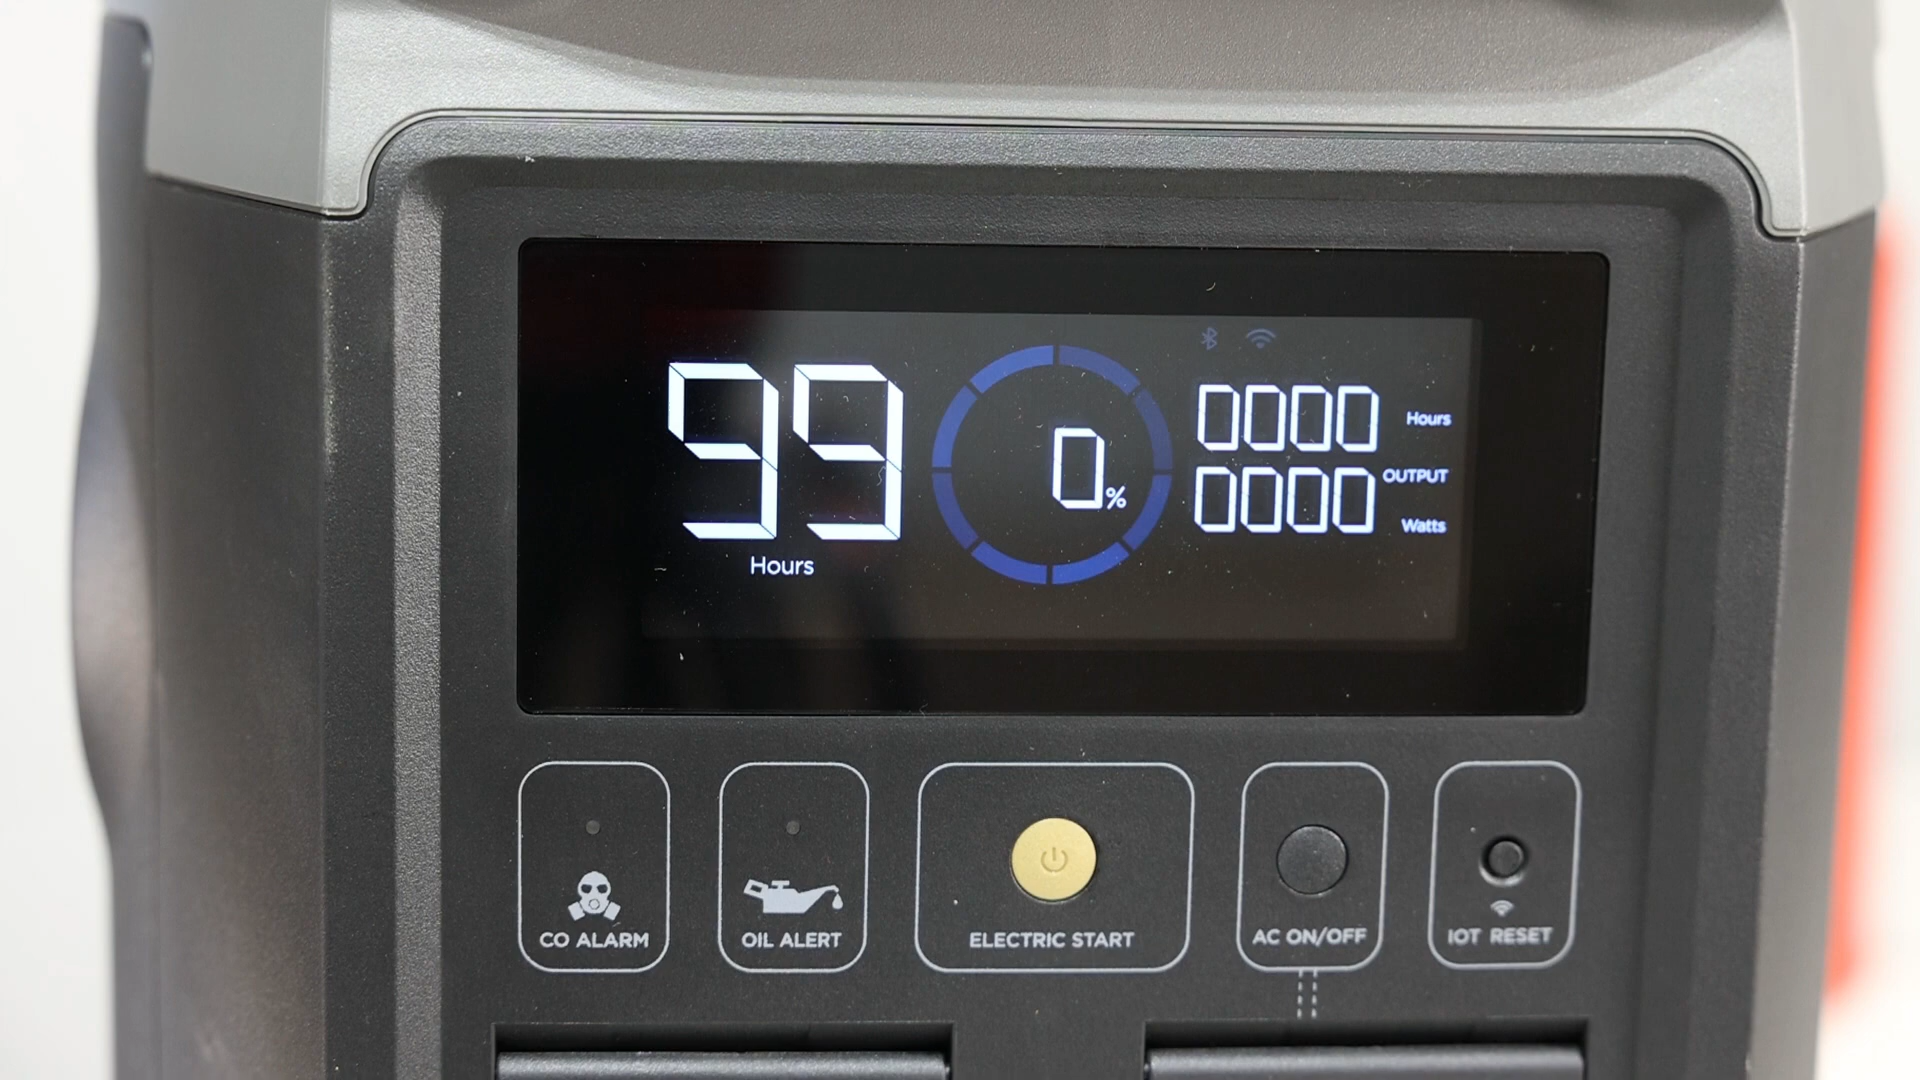 99
Hours
0%
0000 Hours
OUTPUT
0000 Watts
CO ALARM
OIL ALERT
ELECTRIC START
AC ON/OFF
IOT RESET